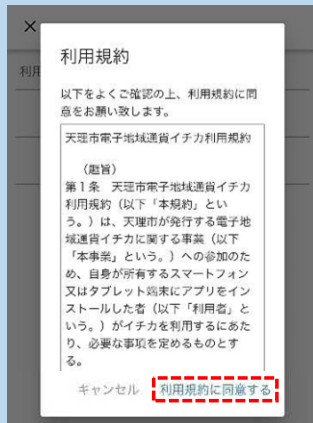 ×
利用
利用規約
以下をよくご確認の上、利用規約に同
意をお願い致します。
天理市電子地域通貨イチカ利用規約
（趣旨）
第１条　天理市電子地域通貨イチカ
利用規約（以下「本規約」とい
う。）は、天理市が発行する電子地
域通貨イチカに関する事業（以下
「本事業」という。）への参加のた
め、自身が所有するスマートフォン
又はタブレット端末にアプリをイン
ストールした者（以下「利用者」と
いう。）がイチカを利用するにあた
り、必要な事項を定めるものとす
る。
キャンセル　利用規約に同意する